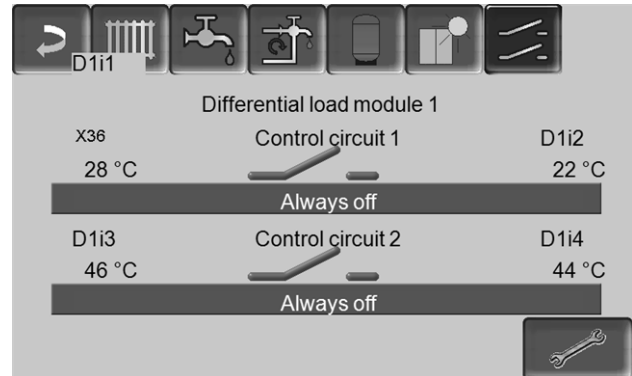 D1i1
Differential load module 1
X36 Control circuit 1 D1i2
28 °C 22 °C
Always off
D1i3 Control circuit 2 D1i4
46 °C 44 °C
Always off